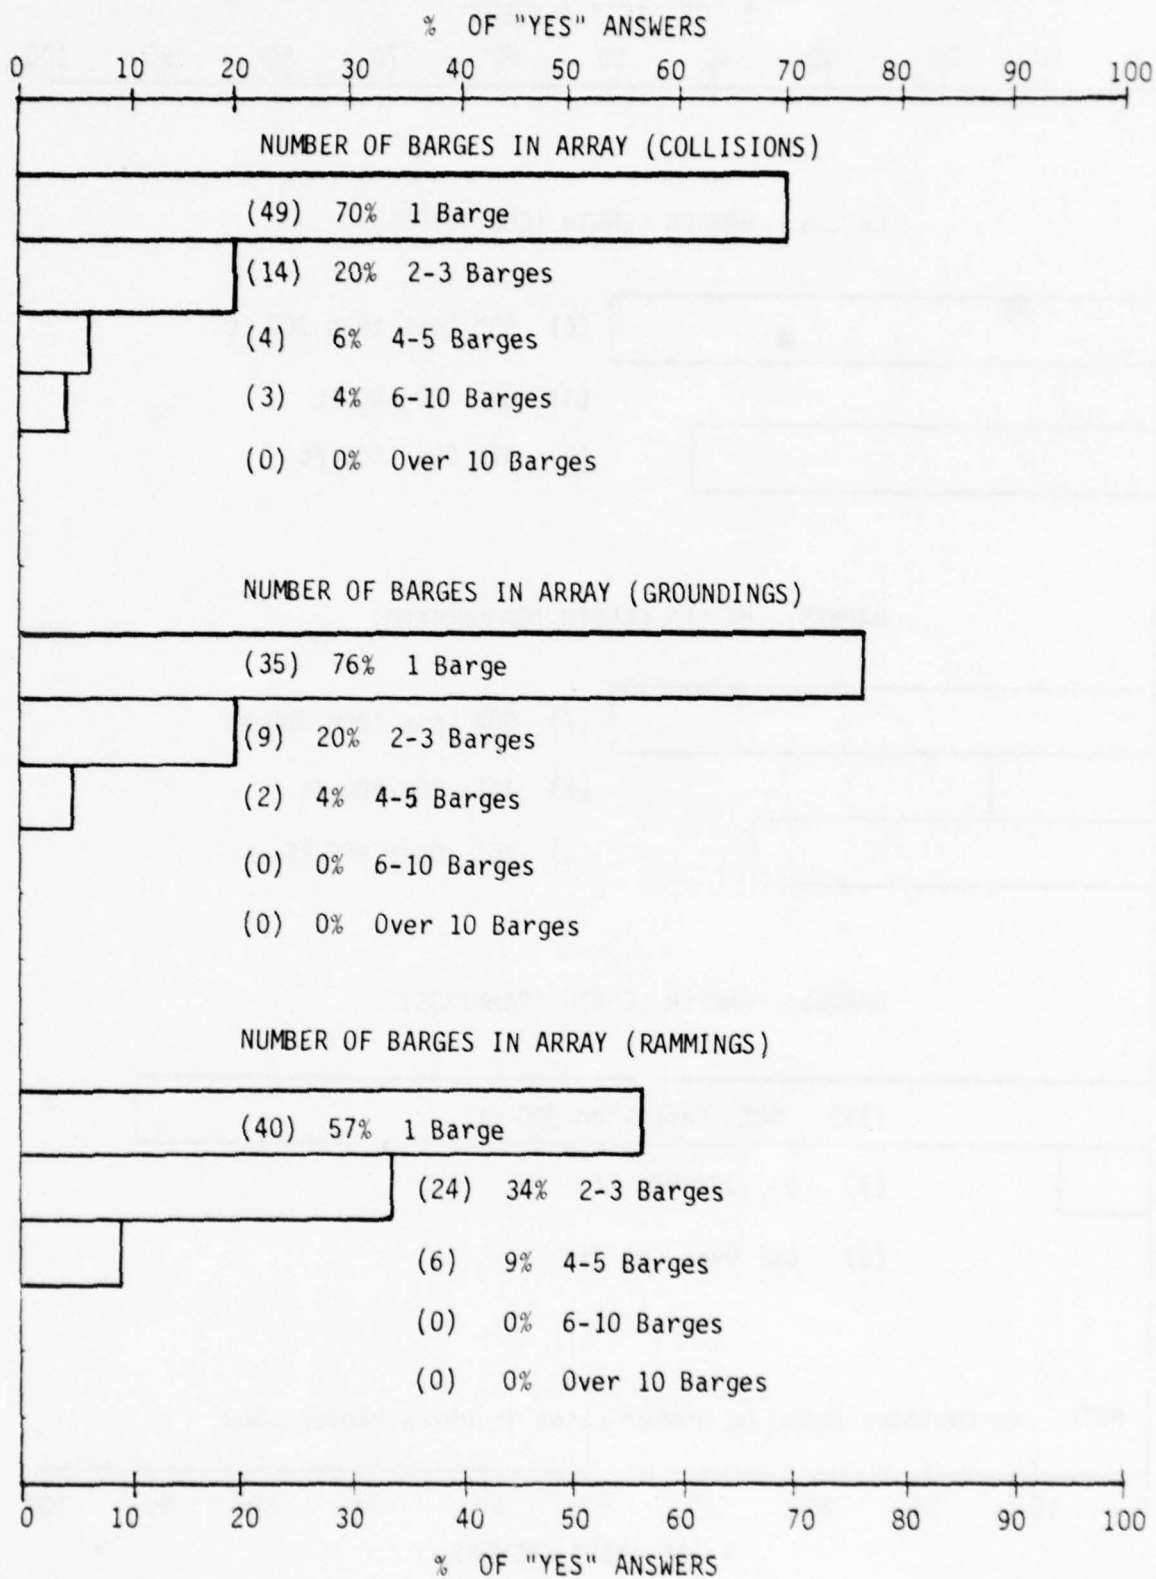 % OF "YES" ANSWERS
0 10 20 30 40 50 60 70 80 90 100
NUMBER OF BARGES IN ARRAY (COLLISIONS)
(49) 70% 1 Barge
(14) 20% 2-3 Barges
(4) 6% 4-5 Barges
(3) 4% 6-10 Barges
(0) 0% Over 10 Barges
NUMBER OF BARGES IN ARRAY (GROUNDINGS)
(35) 76% 1 Barge
(9) 20% 2-3 Barges
(2) 4% 4-5 Barges
(0) 0% 6-10 Barges
(0) 0% Over 10 Barges
NUMBER OF BARGES IN ARRAY (RAMMINGS)
(40) 57% 1 Barge
(24) 34% 2-3 Barges
(6) 9% 4-5 Barges
(0) 0% 6-10 Barges
(0) 0% Over 10 Barges
0 10 20 30 40 50 60 70 80 90 100
% OF "YES" ANSWERS